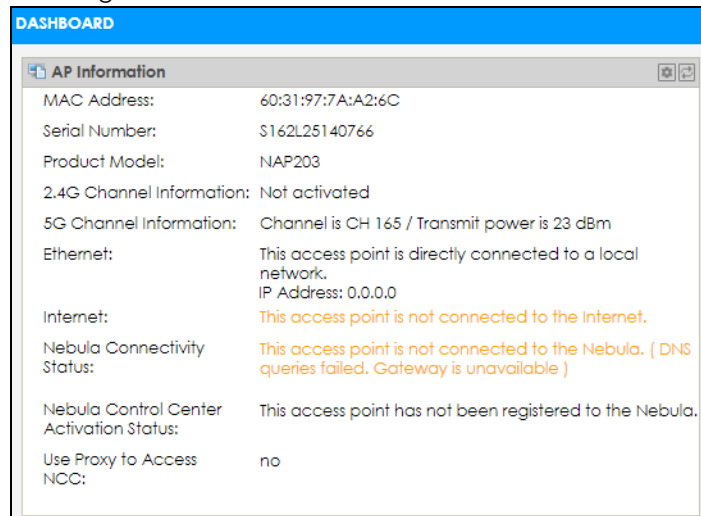 DASHBOARD
AP Information
MAC Address: 60:31:97:7A:A2:6C
Serial Number: S162L25140766
Product Model: NAP203
2.4G Channel Information: Not activated
5G Channel Information: Channel is CH 165 / Transmit power is 23 dBm
Ethernet: This access point is directly connected to a local
network.
IP Address: 0.0.0.0
Internet: This access point is not connected to the Internet.
Nebula Connectivity This access point is not connected to the Nebula. ( DNS
Status: queries failed. Gateway is unavailable )
Nebula Control Center This access point has not been registered to the Nebula.
Activation Status:
Use Proxy to Access no
NCC: